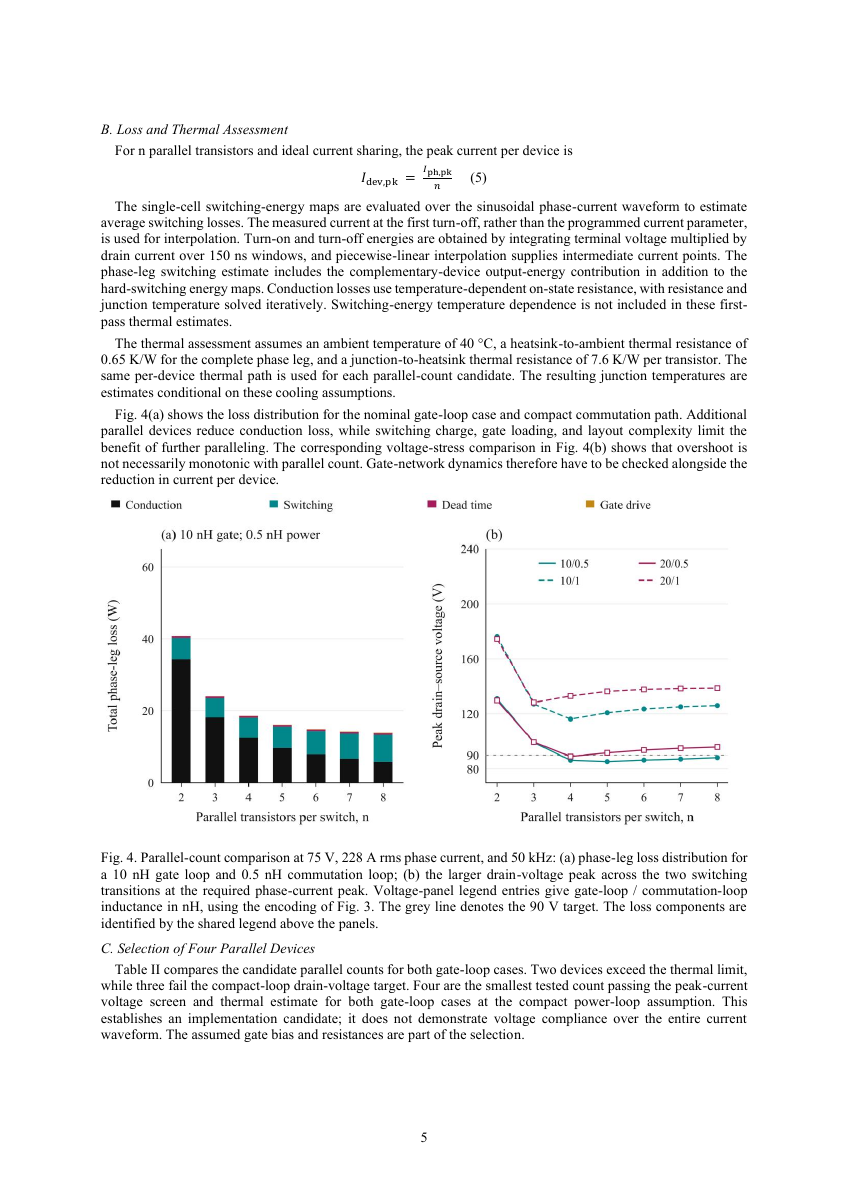 B. Loss and Thermal Assessment
For n parallel transistors and ideal current sharing, the peak current per device is
I_dev,pk = I_ph,pk / n (5)
The single-cell switching-energy maps are evaluated over the sinusoidal phase-current waveform to estimate
average switching losses. The measured current at the first turn-off, rather than the programmed current parameter,
is used for interpolation. Turn-on and turn-off energies are obtained by integrating terminal voltage multiplied by
drain current over 150 ns windows, and piecewise-linear interpolation supplies intermediate current points. The
phase-leg switching estimate includes the complementary-device output-energy contribution in addition to the
hard-switching energy maps. Conduction losses use temperature-dependent on-state resistance, with resistance and
junction temperature solved iteratively. Switching-energy temperature dependence is not included in these first-
pass thermal estimates.
The thermal assessment assumes an ambient temperature of 40 °C, a heatsink-to-ambient thermal resistance of
0.65 K/W for the complete phase leg, and a junction-to-heatsink thermal resistance of 7.6 K/W per transistor. The
same per-device thermal path is used for each parallel-count candidate. The resulting junction temperatures are
estimates conditional on these cooling assumptions.
Fig. 4(a) shows the loss distribution for the nominal gate-loop case and compact commutation path. Additional
parallel devices reduce conduction loss, while switching charge, gate loading, and layout complexity limit the
benefit of further paralleling. The corresponding voltage-stress comparison in Fig. 4(b) shows that overshoot is
not necessarily monotonic with parallel count. Gate-network dynamics therefore have to be checked alongside the
reduction in current per device.
Conduction Switching Dead time Gate drive
(a) 10 nH gate; 0.5 nH power
Total phase-leg loss (W)
60
40
20
0
2 3 4 5 6 7 8
Parallel transistors per switch, n
(b)
Peak drain–source voltage (V)
240
200
160
120
90
80
10/0.5 20/0.5
10/1 20/1
2 3 4 5 6 7 8
Parallel transistors per switch, n
Fig. 4. Parallel-count comparison at 75 V, 228 A rms phase current, and 50 kHz: (a) phase-leg loss distribution for
a 10 nH gate loop and 0.5 nH commutation loop; (b) the larger drain-voltage peak across the two switching
transitions at the required phase-current peak. Voltage-panel legend entries give gate-loop / commutation-loop
inductance in nH, using the encoding of Fig. 3. The grey line denotes the 90 V target. The loss components are
identified by the shared legend above the panels.
C. Selection of Four Parallel Devices
Table II compares the candidate parallel counts for both gate-loop cases. Two devices exceed the thermal limit,
while three fail the compact-loop drain-voltage target. Four are the smallest tested count passing the peak-current
voltage screen and thermal estimate for both gate-loop cases at the compact power-loop assumption. This
establishes an implementation candidate; it does not demonstrate voltage compliance over the entire current
waveform. The assumed gate bias and resistances are part of the selection.
5